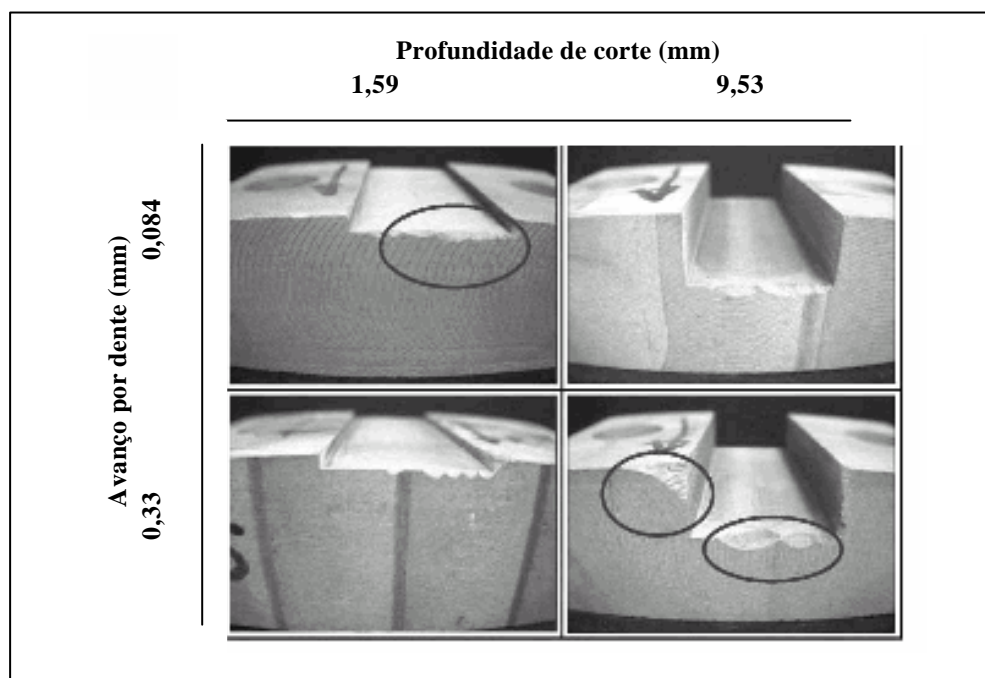 Profundidade de corte (mm)
1,59 9,53
Avanço por dente (mm)
0,084
0,33